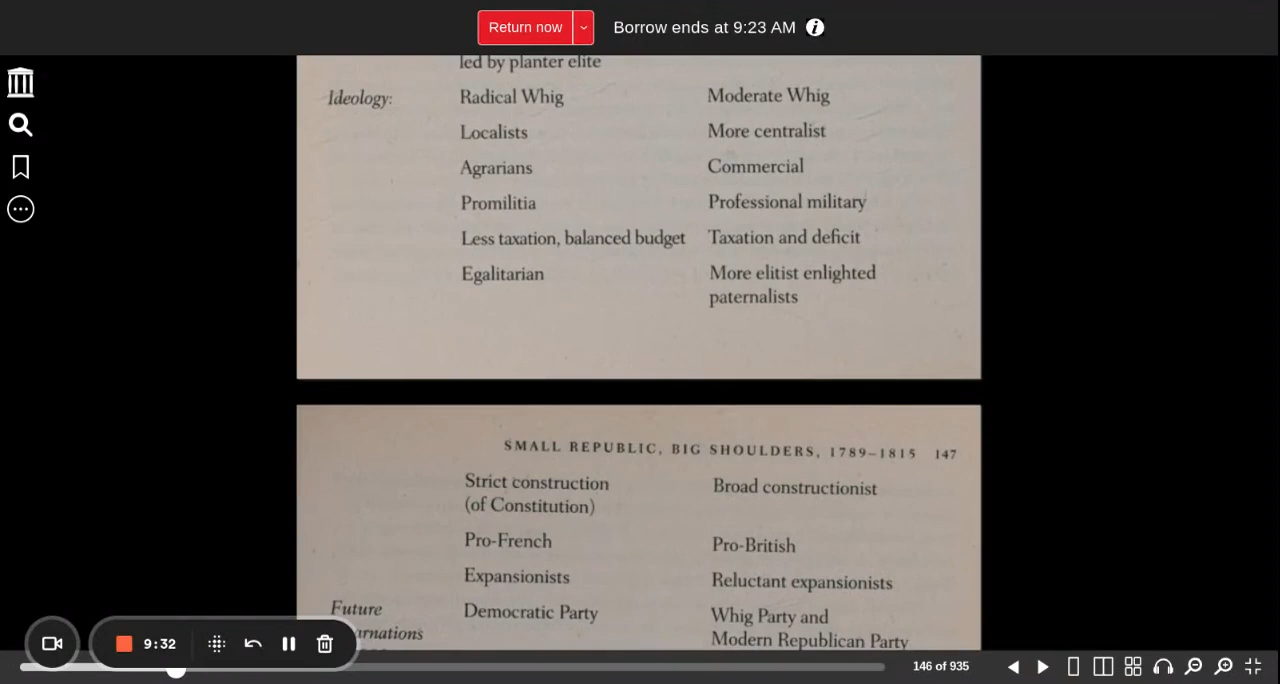 Return now
Borrow ends at 9:23 AM
led by planter elite
Ideology: Radical Whig Moderate Whig
Localists More centralist
Agrarians Commercial
Promilitia Professional military
Less taxation, balanced budget Taxation and deficit
Egalitarian More elitist enlighted
paternalists
SMALL REPUBLIC, BIG SHOULDERS, 1789–1815 147
Strict construction Broad constructionist
(of Constitution)
Pro-French Pro-British
Expansionists Reluctant expansionists
Future Democratic Party Whig Party and
arnations Modern Republican Party
9:32
146 of 935